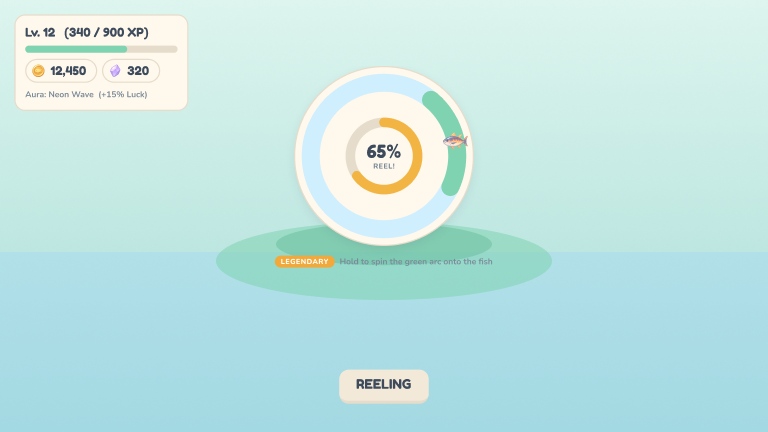 Lv. 12 (340 / 900 XP)
12,450 320
Aura: Neon Wave (+15% Luck)
65%
REEL!
LEGENDARY Hold to spin the green arc onto the fish
REELING